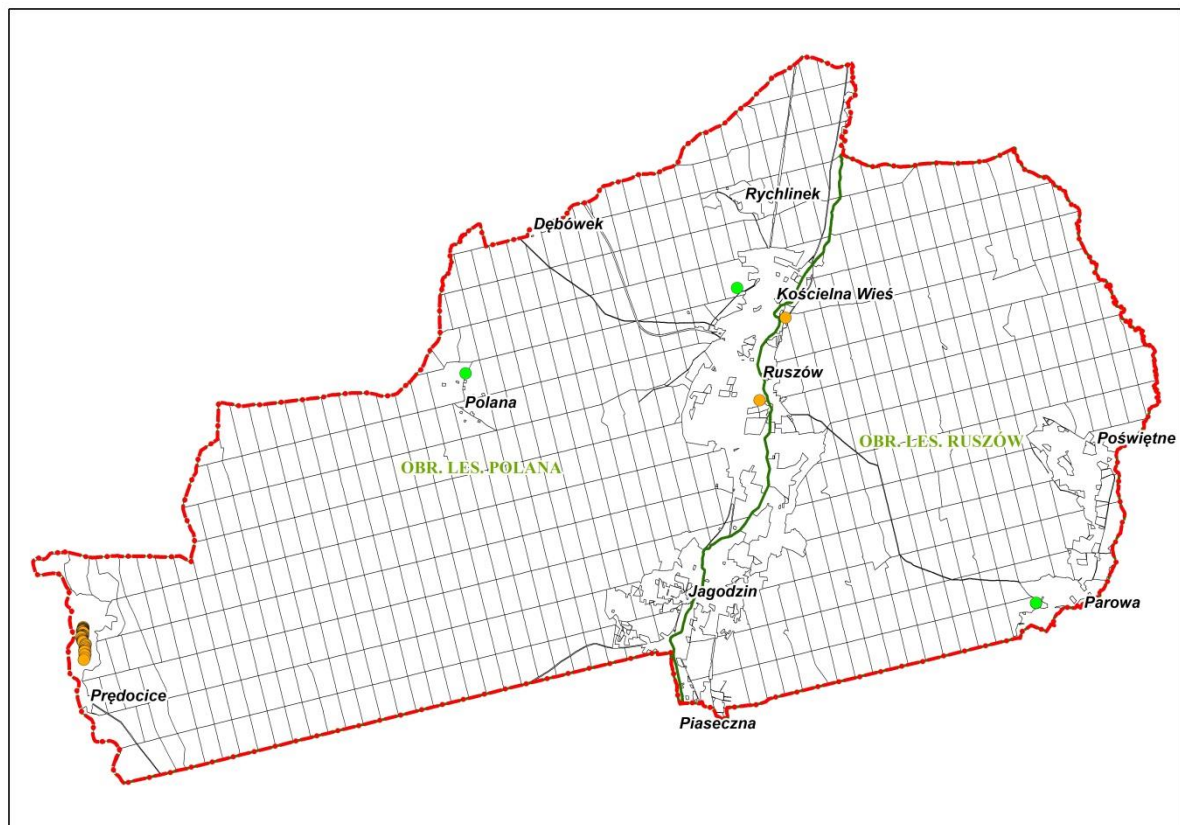 Rychlinek
Dębówek
Kościelna Wieś
Ruszów
Polana
Poświętne
OBR. LES. RUSZÓW
OBR. LES. POLANA
Jagodzin
Parowa
Prędocice
Piaseczna